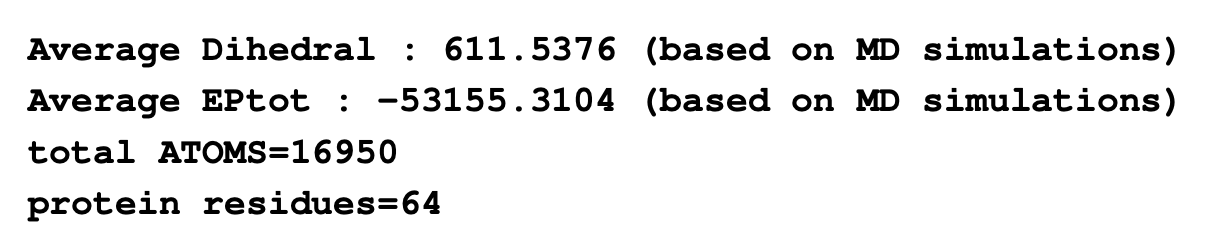 Average Dihedral : 611.5376 (based on MD simulations)
Average EPtot : -53155.3104 (based on MD simulations)
total ATOMS=16950
protein residues=64